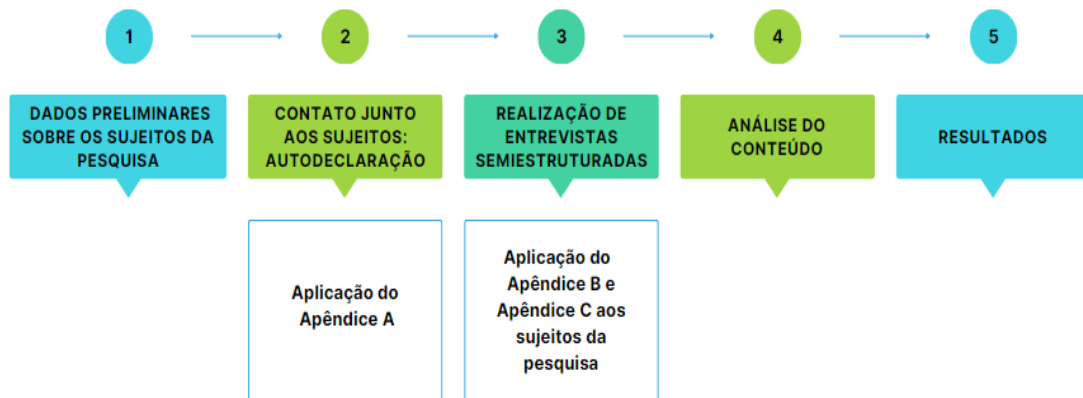 1
2
3
4
5
DADOS PRELIMINARES
SOBRE OS SUJEITOS DA
PESQUISA
CONTATO JUNTO
AOS SUJEITOS:
AUTODECLARAÇÃO
REALIZAÇÃO DE
ENTREVISTAS
SEMIESTRUTURADAS
ANÁLISE DO
CONTEÚDO
RESULTADOS
Aplicação do
Apêndice A
Aplicação do
Apêndice B e
Apêndice C aos
sujeitos da
pesquisa